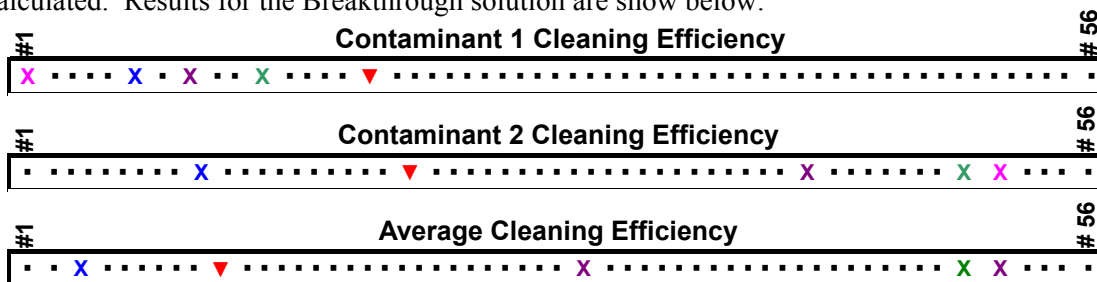 alculated. Results for the Breakthrough solution are show below.
#1 Contaminant 1 Cleaning Efficiency # 56
X · · · · X · X · · X · · · · ▼ · · · · · · · · · · · · · · · · · · · · · · · · · · · · · · · · · · · · · ·
#1 Contaminant 2 Cleaning Efficiency # 56
· · · · · · · · · X · · · · · · · · · · ▼ · · · · · · · · · · · · · · · · · · · · · X · · · · · · · X · X · · · · ·
#1 Average Cleaning Efficiency # 56
· · X · · · · · · ▼ · · · · · · · · · · · · · · · · · · X · · · · · · · · · · · · · · · · · · X · X · · · ·